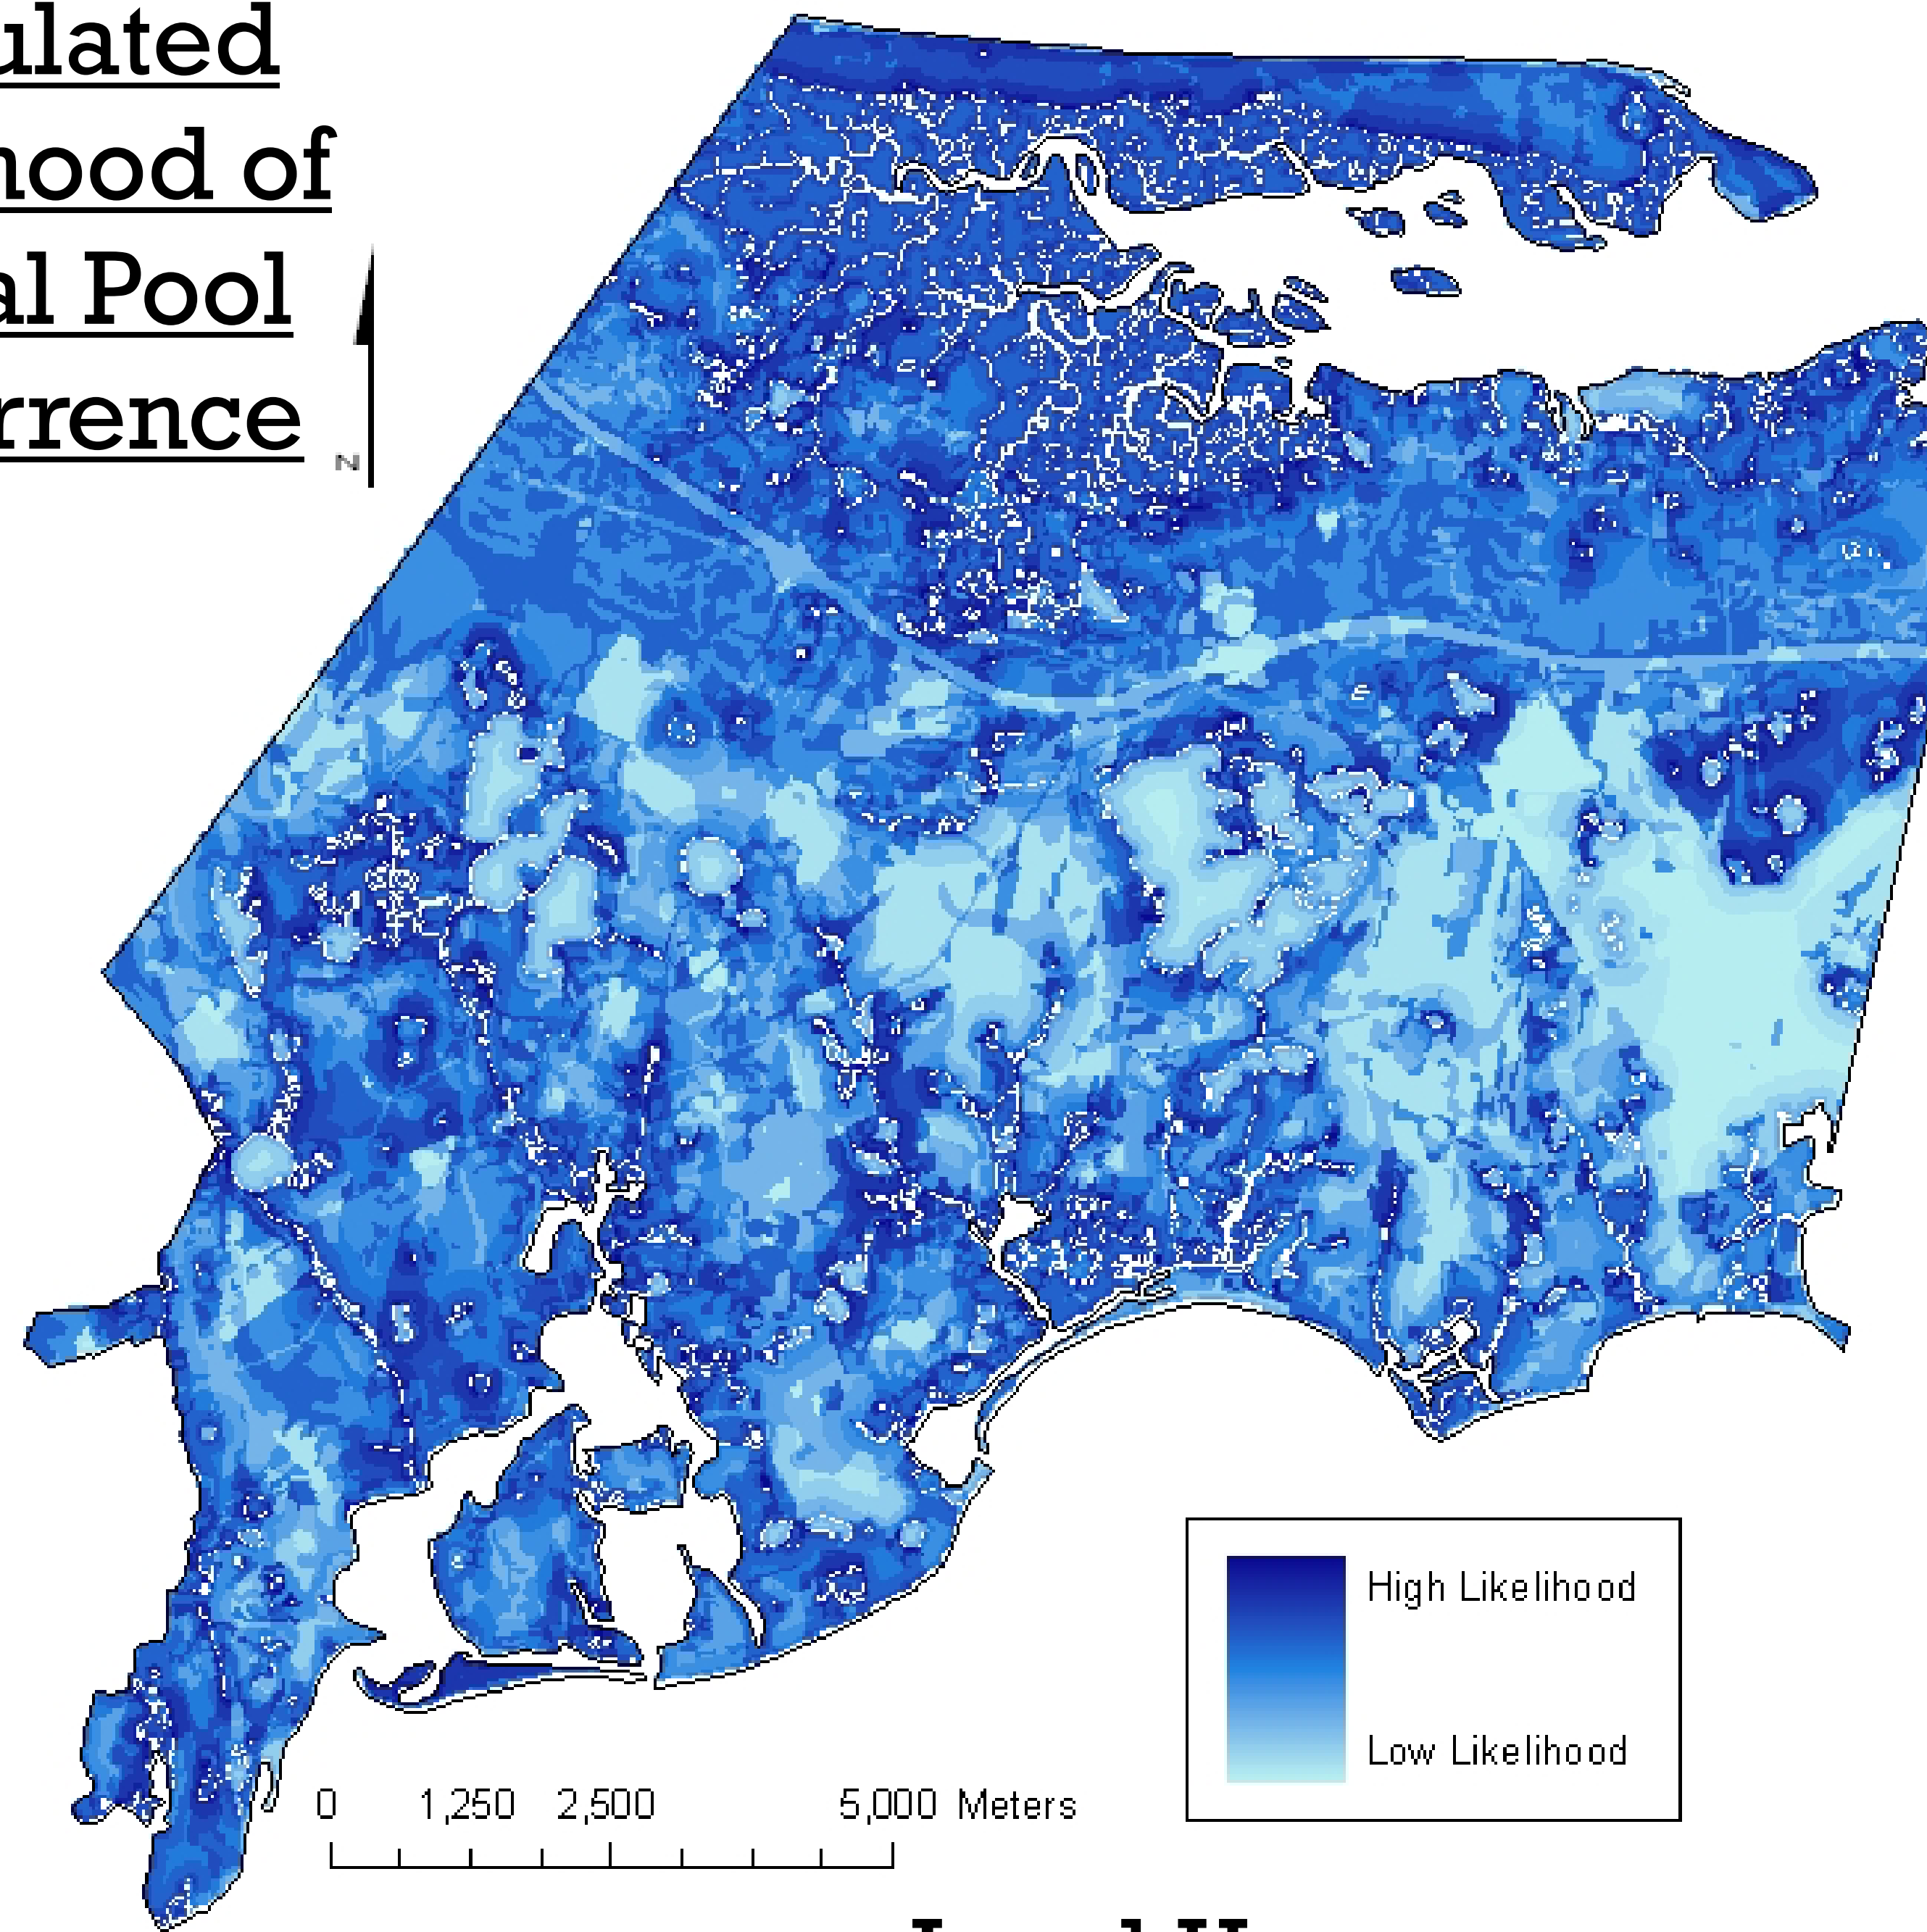 ulated
hood of
al Pool
rrence
N
High Likelihood
Low Likelihood
0 1,250 2,500 5,000 Meters